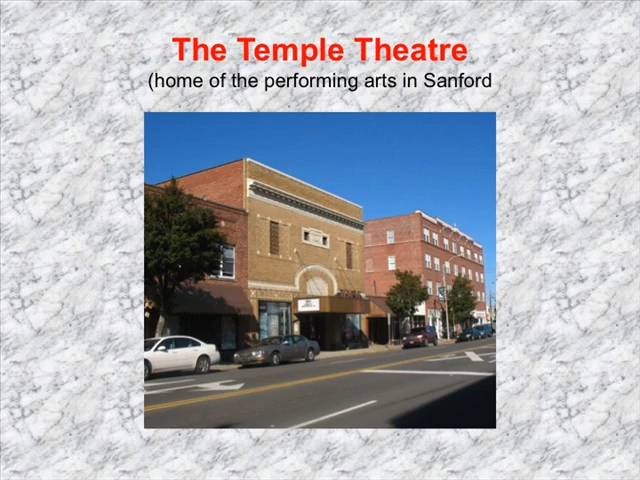 The Temple Theatre
(home of the performing arts in Sanford